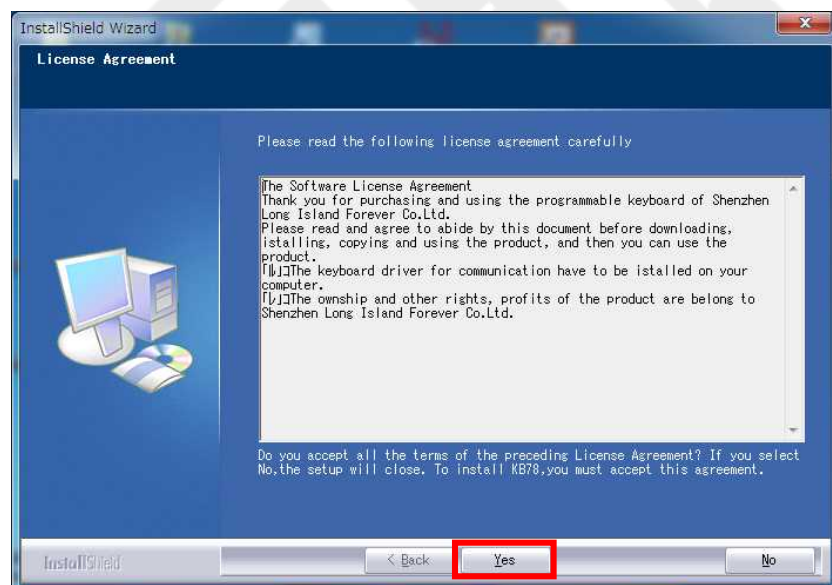 InstallShield Wizard
License Agreement
Please read the following license agreement carefully
The Software License Agreement
Thank you for purchasing and using the programmable keyboard of Shenzhen
Long Island Forever Co.Ltd.
Please read and agree to abide by this document before downloading,
istalling, copying and using the product, and then you can use the
product.
The keyboard driver for communication have to be istalled on your
computer.
The ownship and other rights, profits of the product are belong to
Shenzhen Long Island Forever Co.Ltd.
Do you accept all the terms of the preceding License Agreement? If you select
No,the setup will close. To install KB78,you must accept this agreement.
InstallShield
< Back Yes No